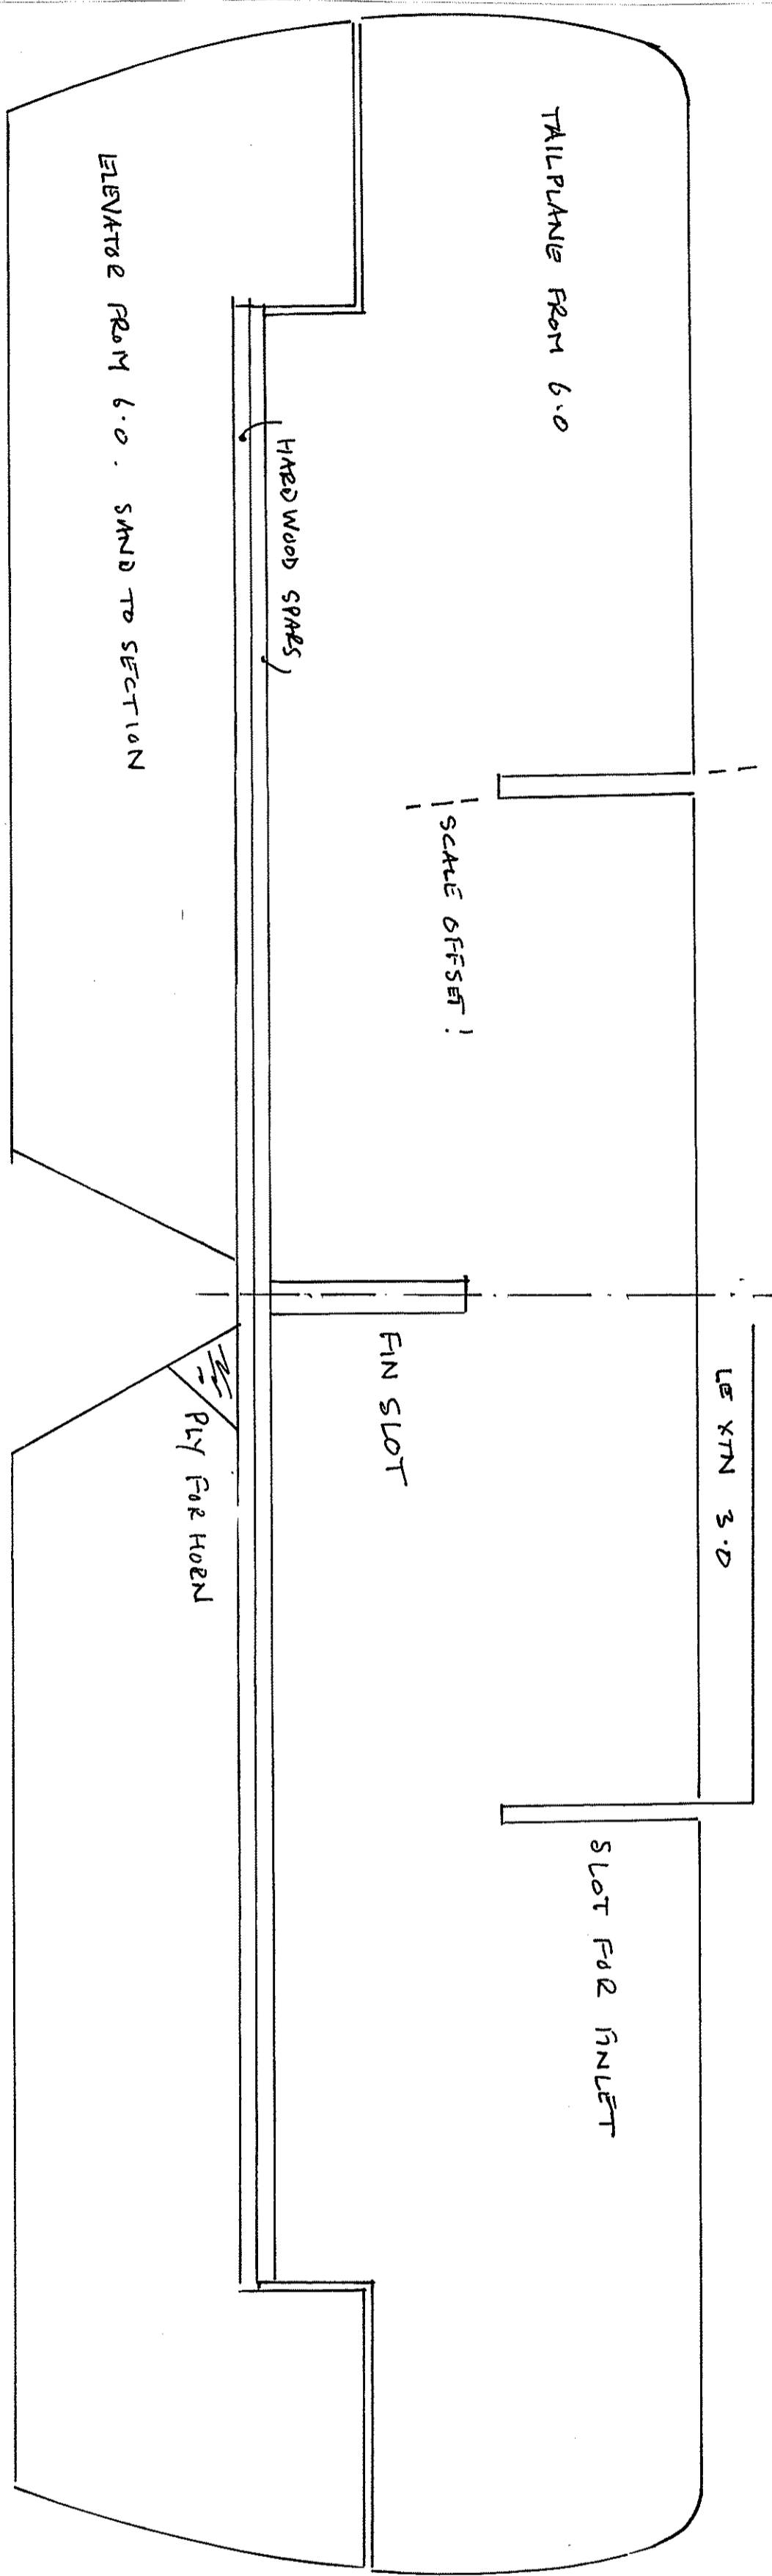 TAILPLANE FROM 6.0
ELEVATOR FROM 6.0. SAND TO SECTION
HARDWOOD SPARS
SCALE OFFSET!
FIN SLOT
PLY FOR HORN
LE XTN 3.0
SLOT FOR FINLET